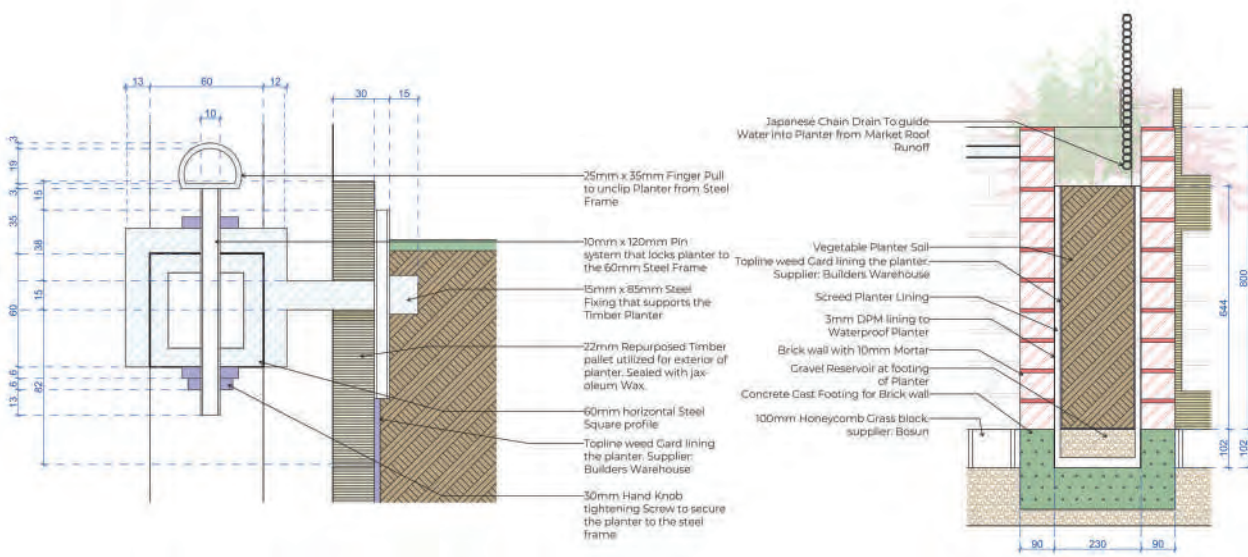 13
60
12
10
3
19
3
15
35
38
15
60
6
6
82
13
30
15
25mm x 35mm Finger Pull
to unclip Planter from Steel
Frame
10mm x 120mm Pin
system that locks planter to
the 60mm Steel Frame
15mm x 85mm Steel
Fixing that supports the
Timber Planter
22mm Repurposed Timber
pallet utilized for exterior of
planter. Sealed with jax-
oleum Wax.
60mm horizontal Steel
Square profile
Topline weed Gard lining
the planter. Supplier:
Builders Warehouse
30mm Hand Knob
tightening Screw to secure
the planter to the steel
frame
Japanese Chain Drain To guide
Water into Planter from Market Roof
Runoff
Vegetable Planter Soil
Topline weed Gard lining the planter.
Supplier: Builders Warehouse
Screed Planter Lining
3mm DPM lining to
Waterproof Planter
Brick wall with 10mm Mortar
Gravel Reservoir at footing
of Planter
Concrete Cast Footing for Brick wall
100mm Honeycomb Grass block,
supplier: Bosun
800
644
102
102
90
230
90